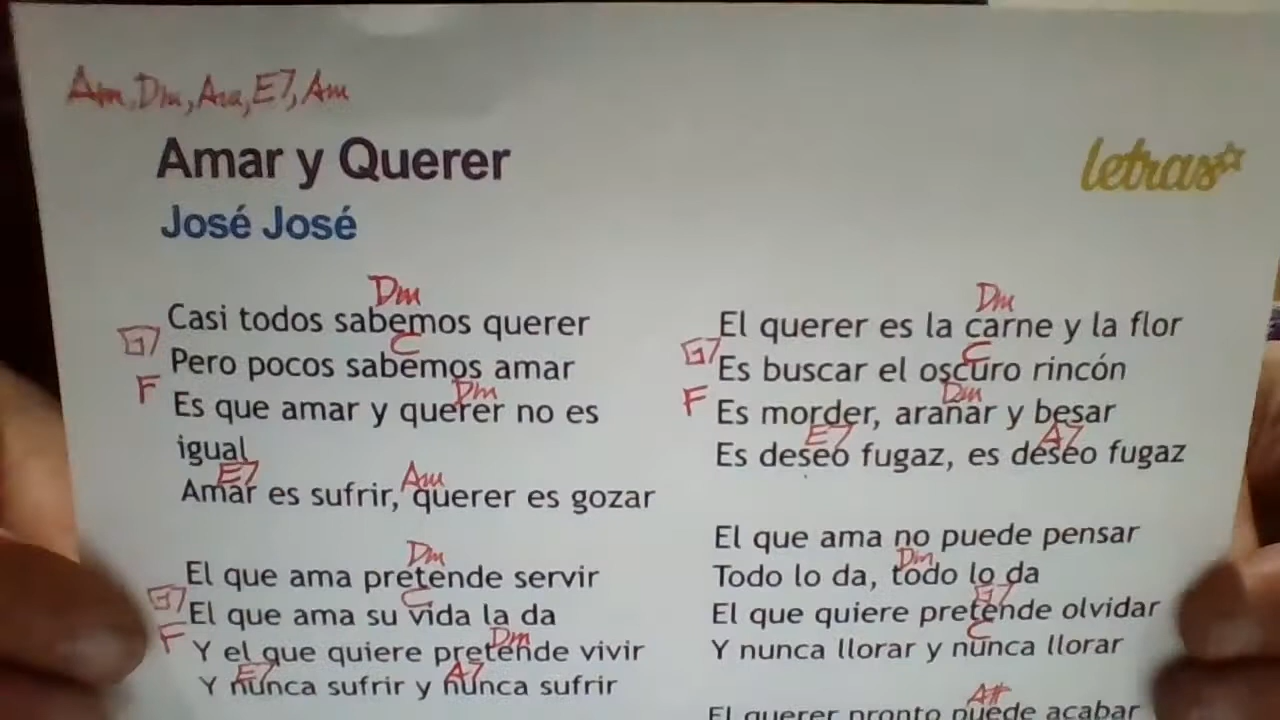 Am, Dm, Am, E7, Am
Amar y Querer
letras
José José
Dm
Casi todos sabemos querer
G7 C
Pero pocos sabemos amar
F Dm
Es que amar y querer no es
igual
E7 Am
Amar es sufrir, querer es gozar
Dm
El que ama pretende servir
G7 C
El que ama su vida la da
F Dm
Y el que quiere pretende vivir
E7 A7
Y nunca sufrir y nunca sufrir
Dm
El querer es la carne y la flor
G7 C
Es buscar el oscuro rincón
F Dm
Es morder, arañar y besar
E7 A7
Es deseo fugaz, es deseo fugaz
El que ama no puede pensar
Dm
Todo lo da, todo lo da
G7
El que quiere pretende olvidar
C
Y nunca llorar y nunca llorar
A#
El querer pronto puede acabar